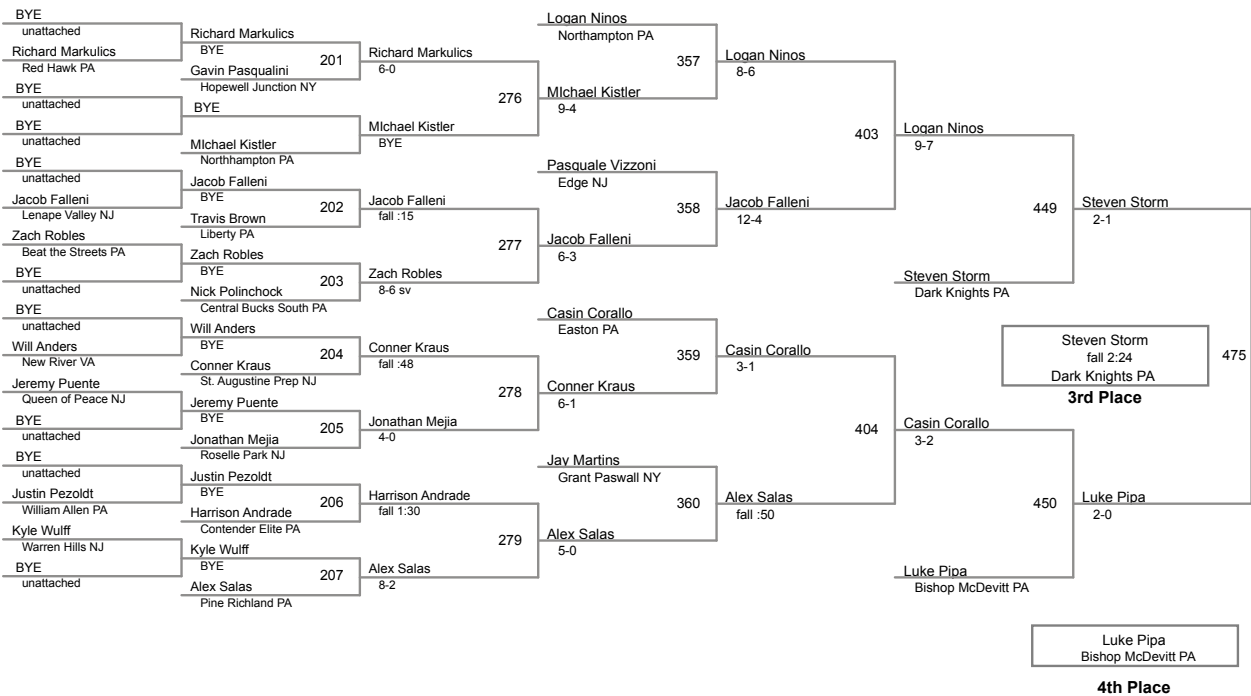 BYE
unattached
Richard Markulics
Red Hawk PA
BYE
unattached
BYE
unattached
BYE
unattached
Jacob Falleni
Lenape Valley NJ
Zach Robles
Beat the Streets PA
BYE
unattached
BYE
unattached
Will Anders
New River VA
Jeremy Puente
Queen of Peace NJ
BYE
unattached
BYE
unattached
Justin Pezoldt
William Allen PA
Kyle Wulff
Warren Hills NJ
BYE
unattached
Richard Markulics
BYE
201
Gavin Pasqualini
Hopewell Junction NY
BYE
MIchael Kistler
Northhampton PA
Jacob Falleni
BYE
202
Travis Brown
Liberty PA
Zach Robles
BYE
203
Nick Polinchock
Central Bucks South PA
Will Anders
BYE
204
Conner Kraus
St. Augustine Prep NJ
Jeremy Puente
BYE
205
Jonathan Mejia
Roselle Park NJ
Justin Pezoldt
BYE
206
Harrison Andrade
Contender Elite PA
Kyle Wulff
BYE
207
Alex Salas
Pine Richland PA
Richard Markulics
6-0
276
MIchael Kistler
BYE
Jacob Falleni
fall :15
277
Zach Robles
8-6 sv
Conner Kraus
fall :48
278
Jonathan Mejia
4-0
Harrison Andrade
fall 1:30
279
Alex Salas
8-2
Logan Ninos
Northampton PA
357
MIchael Kistler
9-4
Pasquale Vizzoni
Edge NJ
358
Jacob Falleni
6-3
Casin Corallo
Easton PA
359
Conner Kraus
6-1
Jay Martins
Grant Paswall NY
360
Alex Salas
5-0
Logan Ninos
8-6
403
Jacob Falleni
12-4
Casin Corallo
3-1
404
Alex Salas
fall :50
Logan Ninos
9-7
449
Steven Storm
Dark Knights PA
Casin Corallo
3-2
450
Luke Pipa
Bishop McDevitt PA
Steven Storm
2-1
475
Luke Pipa
2-0
Steven Storm
fall 2:24
Dark Knights PA
3rd Place
Luke Pipa
Bishop McDevitt PA
4th Place